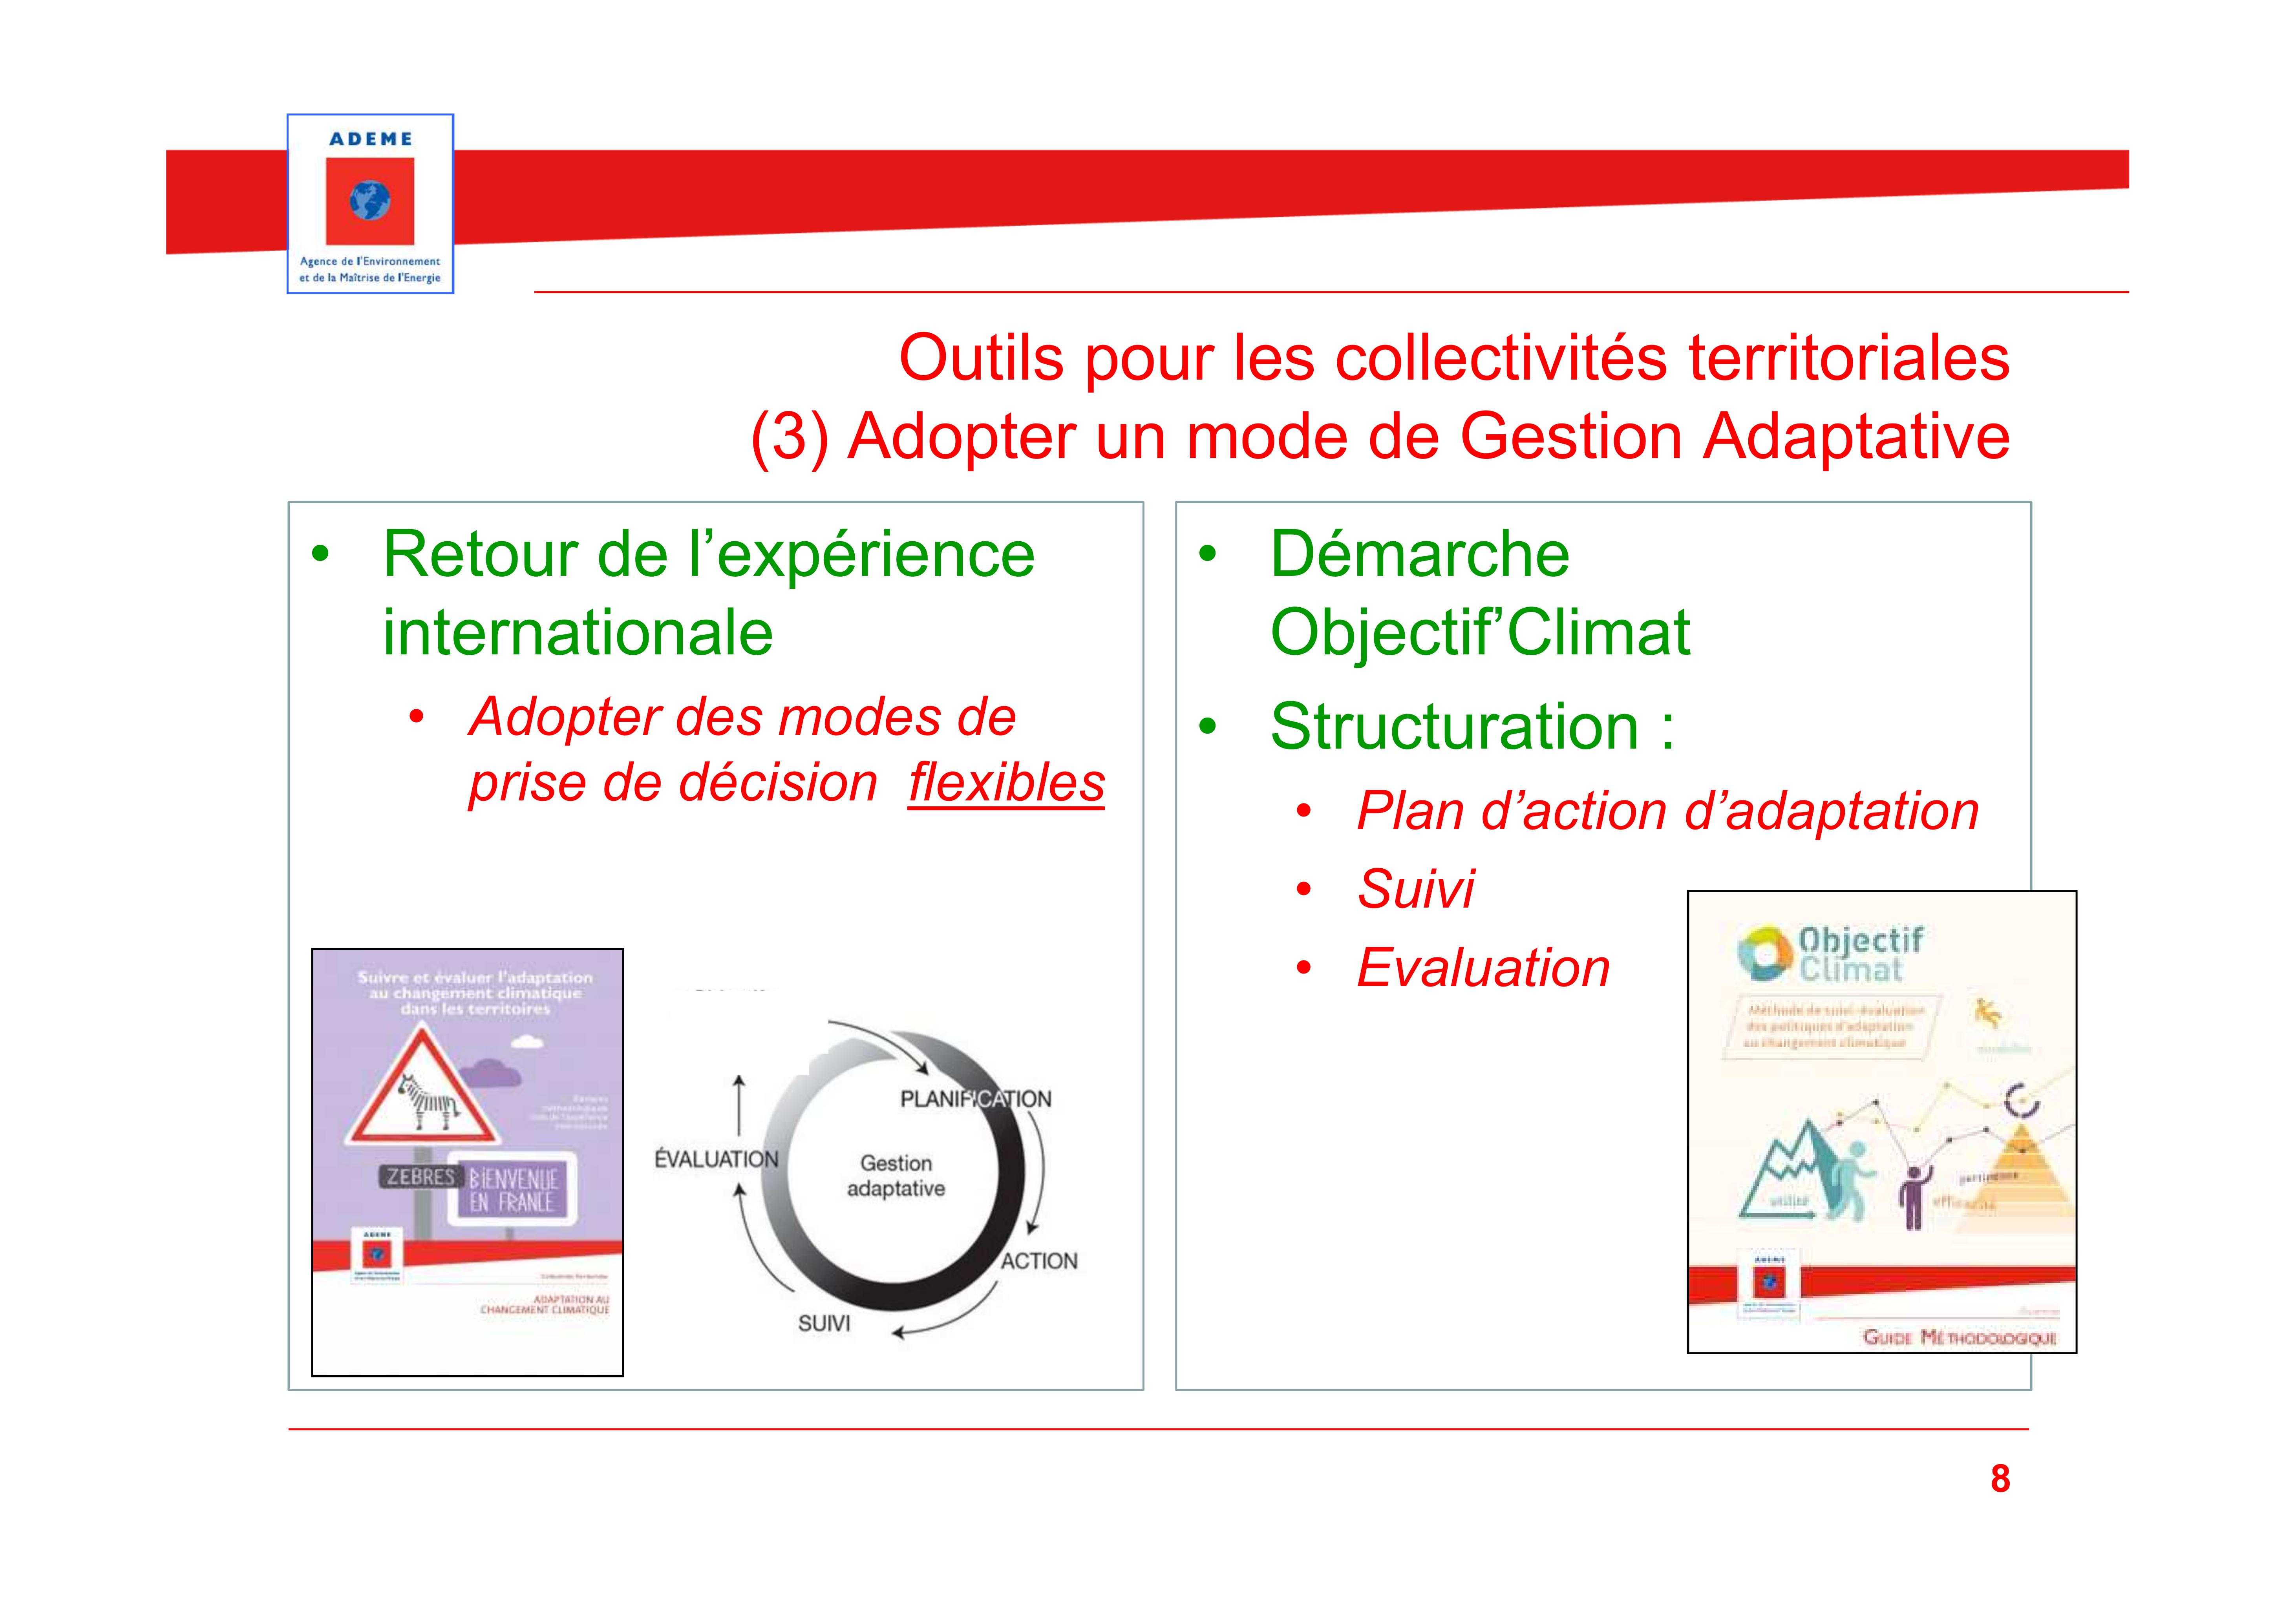 ADEME
Agence de l'Environnement
et de la Maîtrise de l'Energie
Outils pour les collectivités territoriales
(3) Adopter un mode de Gestion Adaptative
• Retour de l’expérience
internationale
• Adopter des modes de
prise de décision flexibles
Suivre et évaluer l'adaptation
au changement climatique
dans les territoires
ZEBRES
BIENVENUE
EN FRANCE
ADEME
ADAPTATION AU
CHANGEMENT CLIMATIQUE
PLANIFICATION
ÉVALUATION
Gestion
adaptative
ACTION
SUIVI
• Démarche
Objectif’Climat
• Structuration :
• Plan d’action d’adaptation
• Suivi
• Evaluation
Objectif
Climat
Méthode de suivi-évaluation
des politiques d'adaptation
au changement climatique
utilité
pertinence
efficacité
ADEME
GUIDE MÉTHODOLOGIQUE
8